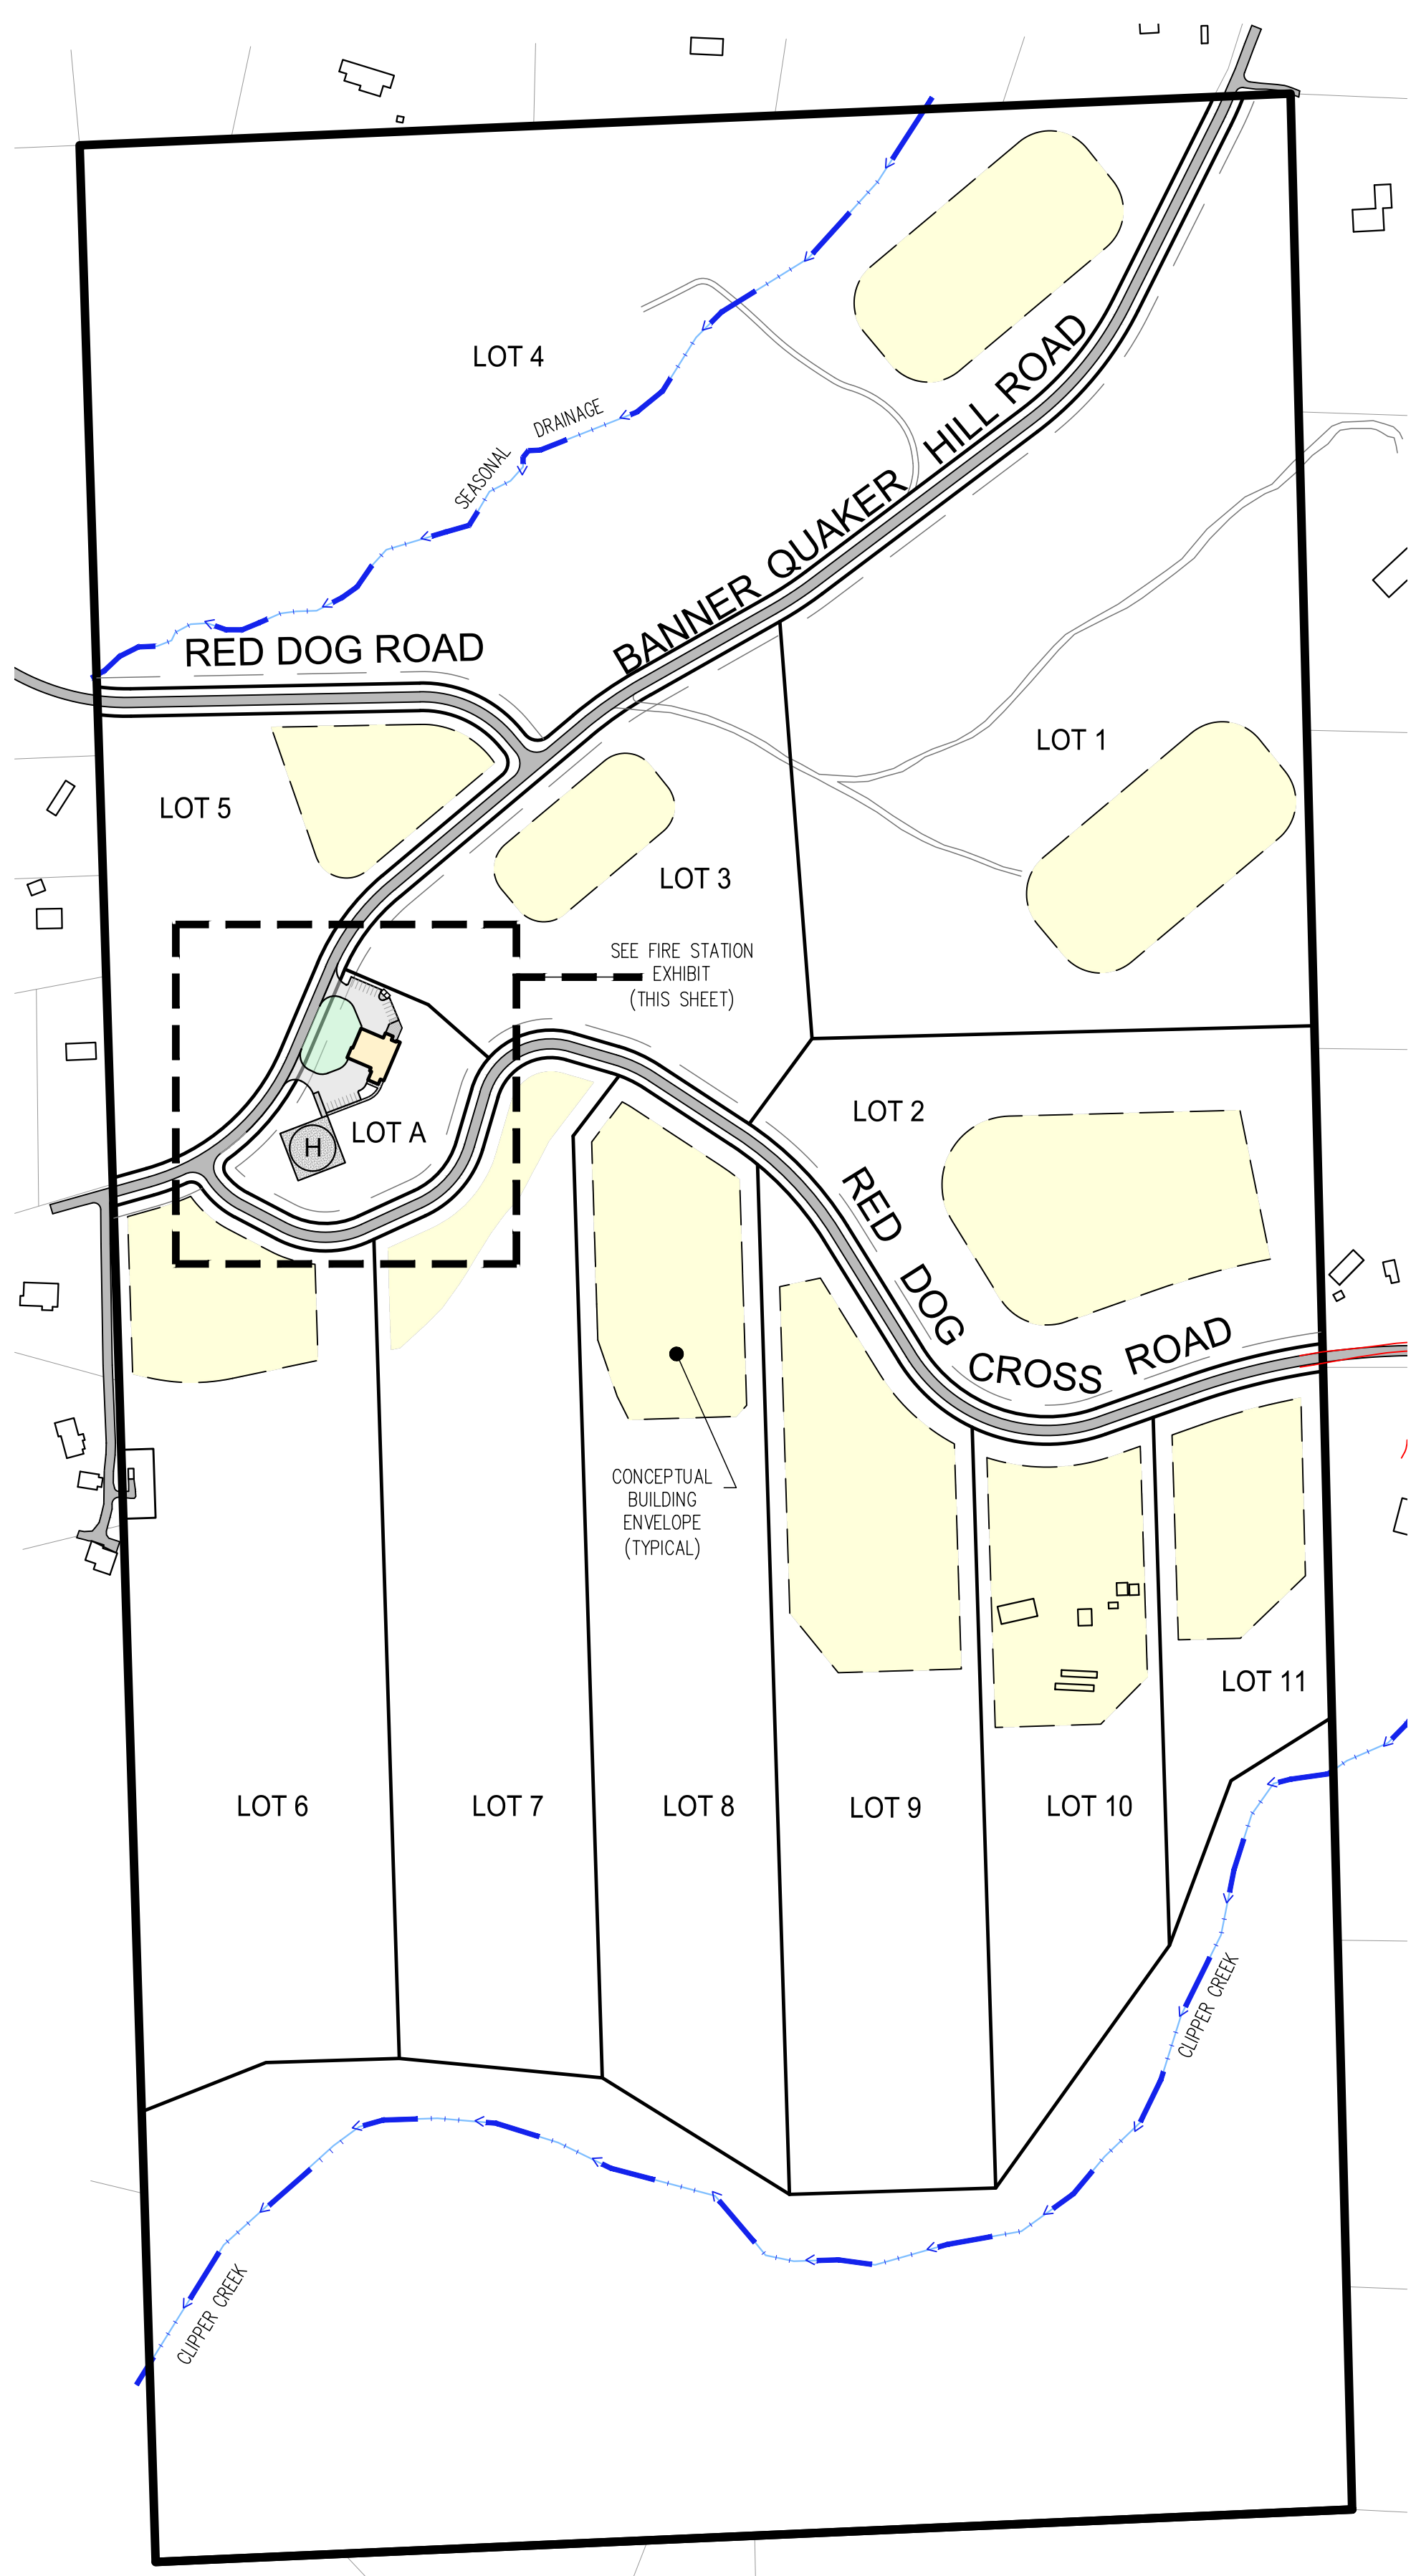 LOT 4
SEASONAL DRAINAGE
BANNER QUAKER HILL ROAD
RED DOG ROAD
LOT 1
LOT 5
LOT 3
SEE FIRE STATION
EXHIBIT
(THIS SHEET)
LOT 2
LOT A
H
RED DOG CROSS ROAD
CONCEPTUAL
BUILDING
ENVELOPE
(TYPICAL)
LOT 11
LOT 6
LOT 7
LOT 8
LOT 9
LOT 10
CLIPPER CREEK
CLIPPER CREEK